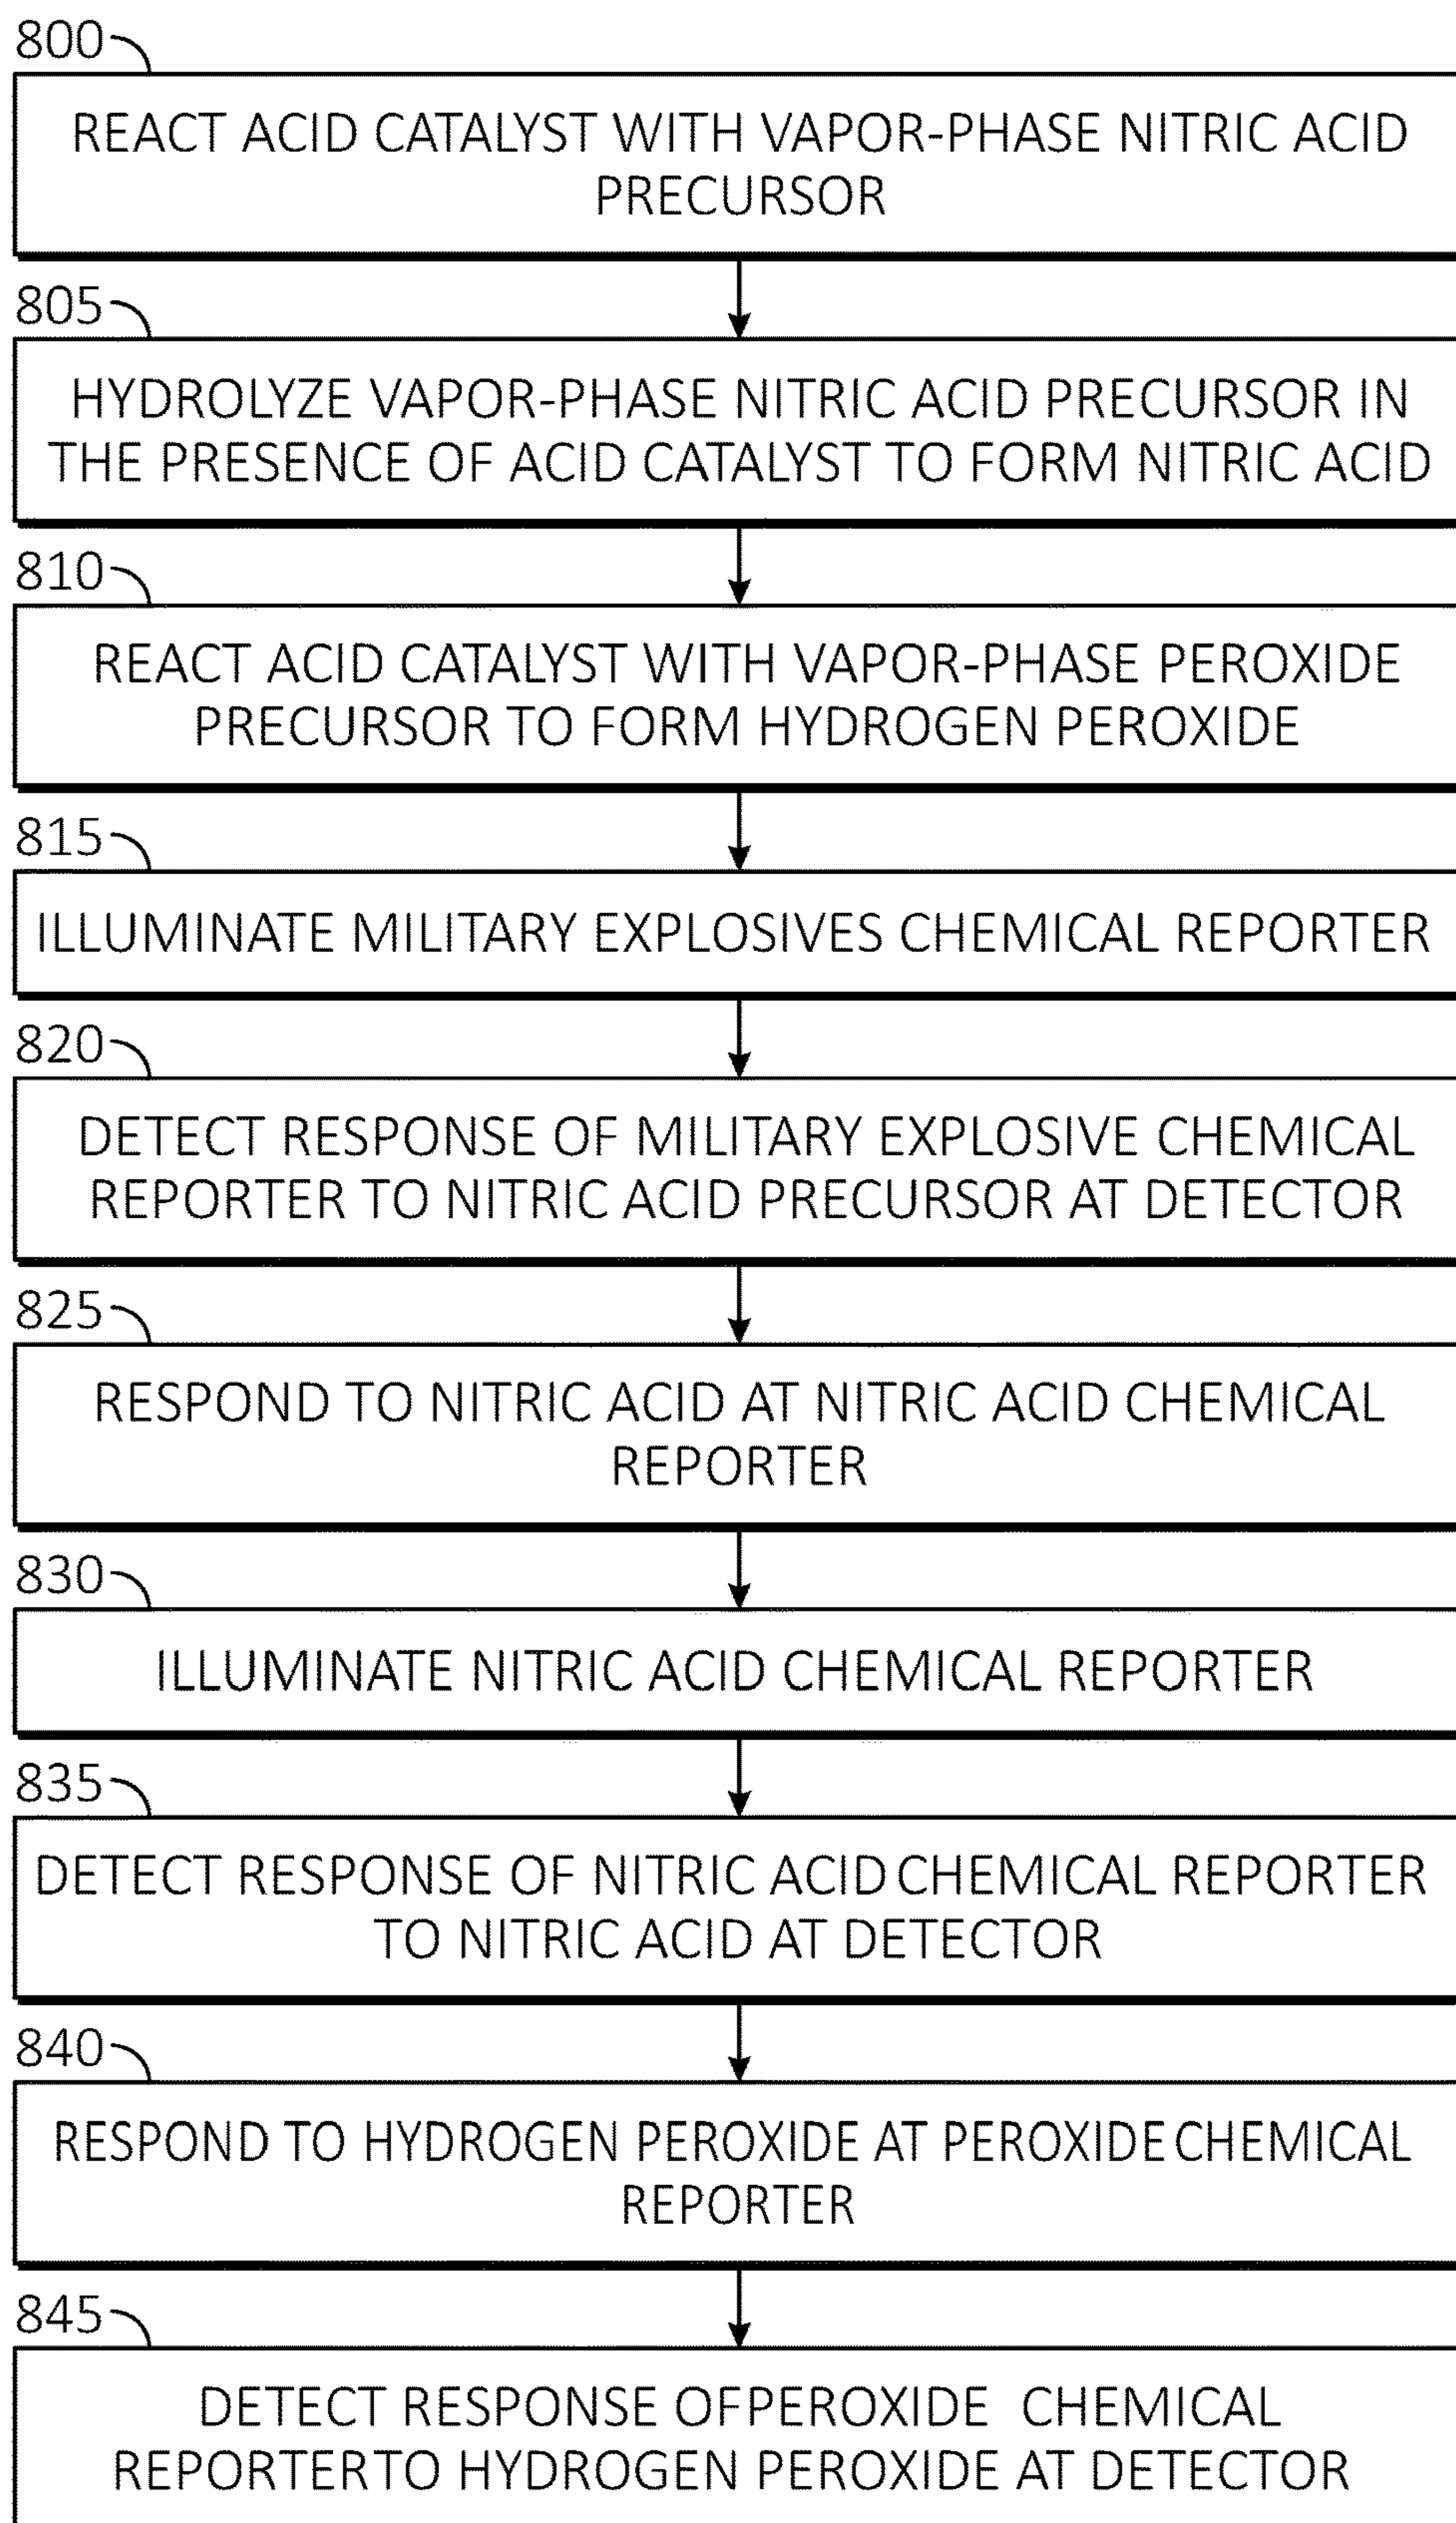 800
REACT ACID CATALYST WITH VAPOR-PHASE NITRIC ACID
PRECURSOR
805
HYDROLYZE VAPOR-PHASE NITRIC ACID PRECURSOR IN
THE PRESENCE OF ACID CATALYST TO FORM NITRIC ACID
810
REACT ACID CATALYST WITH VAPOR-PHASE PEROXIDE
PRECURSOR TO FORM HYDROGEN PEROXIDE
815
ILLUMINATE MILITARY EXPLOSIVES CHEMICAL REPORTER
820
DETECT RESPONSE OF MILITARY EXPLOSIVE CHEMICAL
REPORTER TO NITRIC ACID PRECURSOR AT DETECTOR
825
RESPOND TO NITRIC ACID AT NITRIC ACID CHEMICAL
REPORTER
830
ILLUMINATE NITRIC ACID CHEMICAL REPORTER
835
DETECT RESPONSE OF NITRIC ACID CHEMICAL REPORTER
TO NITRIC ACID AT DETECTOR
840
RESPOND TO HYDROGEN PEROXIDE AT PEROXIDE CHEMICAL
REPORTER
845
DETECT RESPONSE OFPEROXIDE CHEMICAL
REPORTER TO HYDROGEN PEROXIDE AT DETECTOR